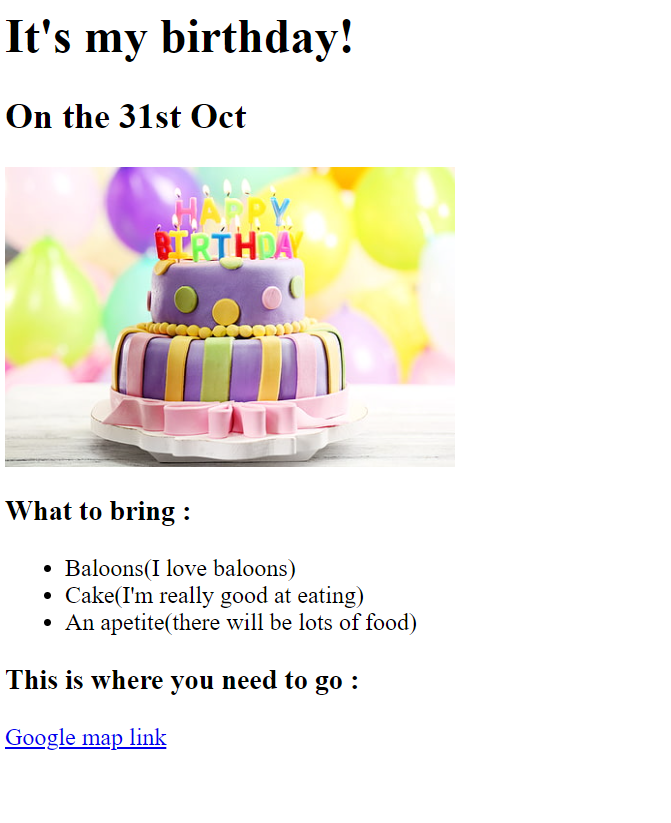 It's my birthday!
On the 31st Oct
HAPPY
BIRTHDAY
What to bring :
Baloons(I love baloons)
Cake(I'm really good at eating)
An apetite(there will be lots of food)
This is where you need to go :
Google map link